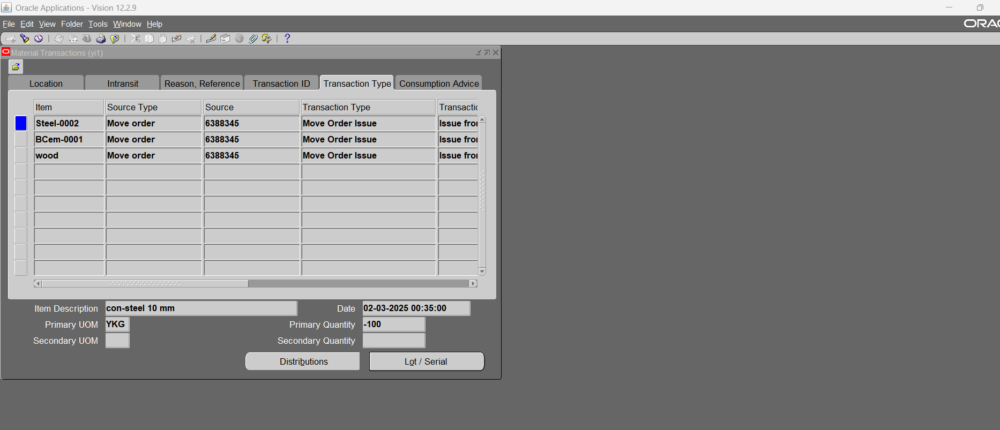 Oracle Applications - Vision 12.2.9
File Edit View Folder Tools Window Help
ORAC
Material Transactions (yi1)
Location Intransit Reason, Reference Transaction ID Transaction Type Consumption Advice
Item Source Type Source Transaction Type Transactic
Steel-0002 Move order 6388345 Move Order Issue Issue fro
BCem-0001 Move order 6388345 Move Order Issue Issue fro
wood Move order 6388345 Move Order Issue Issue fro
Item Description con-steel 10 mm Date 02-03-2025 00:35:00
Primary UOM YKG Primary Quantity -100
Secondary UOM Secondary Quantity
Distributions Lot / Serial